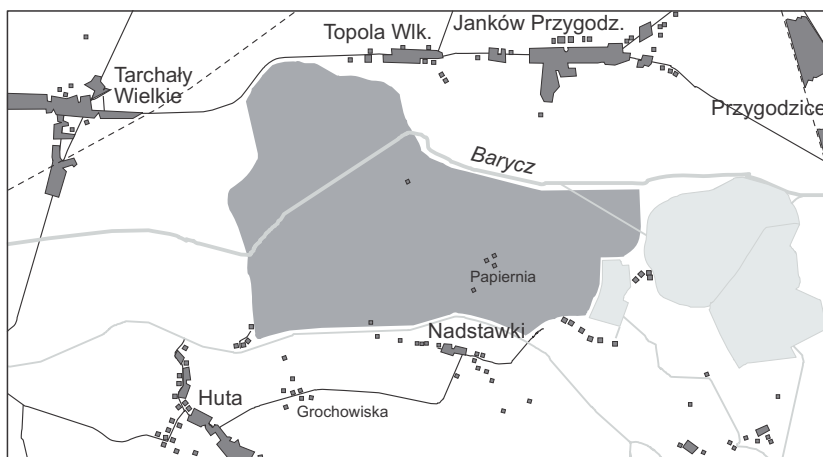 Topola Wlk.
Janków Przygodz.
Tarchały
Wielkie
Przygodzice
Barycz
Papiernia
Nadstawki
Huta
Grochowiska